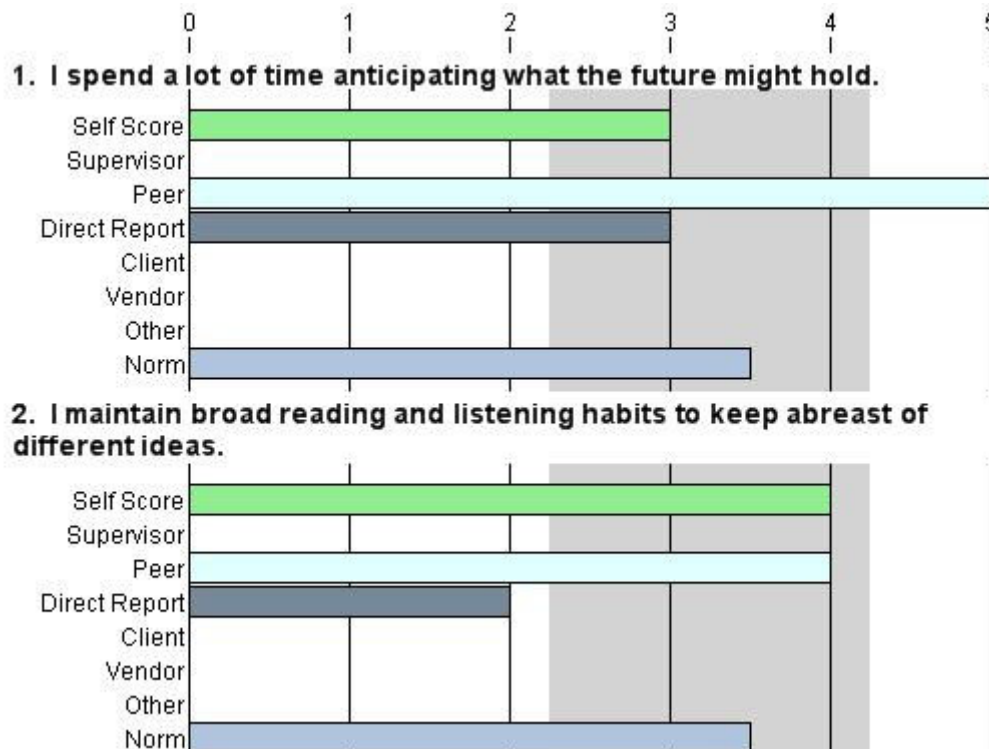 0 1 2 3 4 5
1. I spend a lot of time anticipating what the future might hold.
Self Score
Supervisor
Peer
Direct Report
Client
Vendor
Other
Norm
2. I maintain broad reading and listening habits to keep abreast of
different ideas.
Self Score
Supervisor
Peer
Direct Report
Client
Vendor
Other
Norm